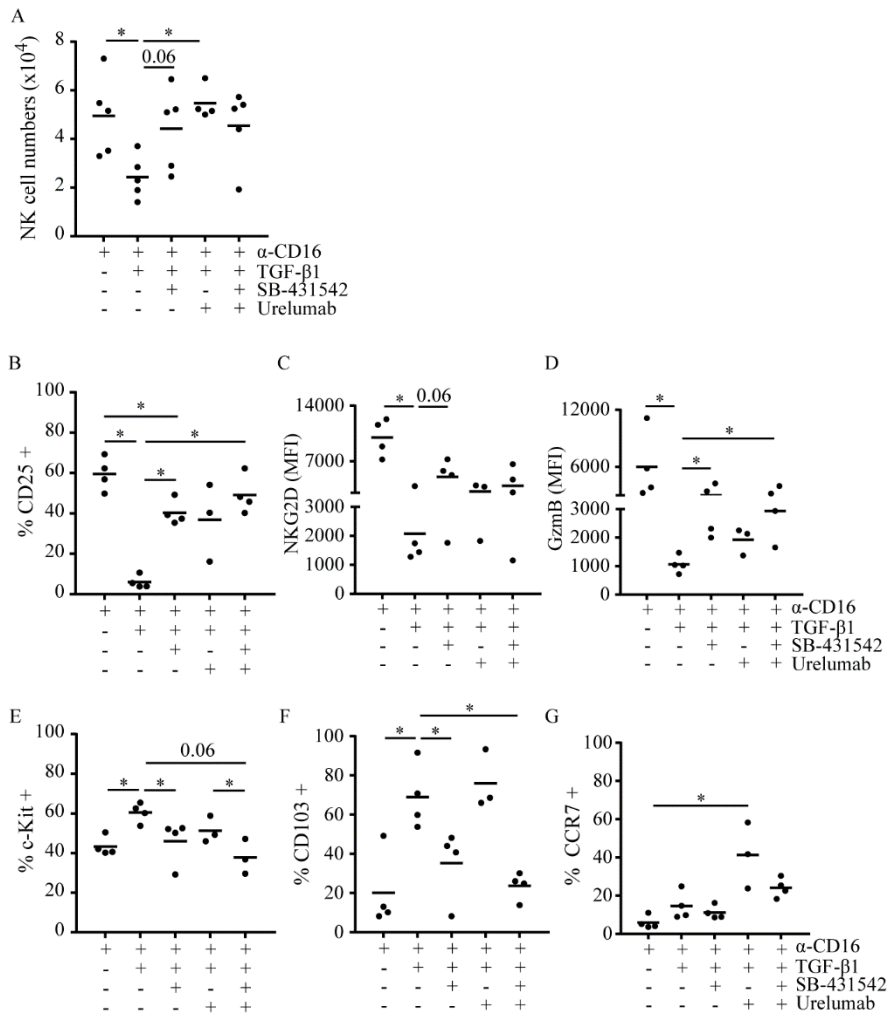 A
NK cell numbers (x10⁴)
8
6
4
2
0
*
*
0.06
+ + + + + α-CD16
- + + + + TGF-β1
- - + - + SB-431542
- - - + + Urelumab
B
% CD25 +
100
80
60
40
20
0
*
*
*
*
+ + + + +
- + + + +
- - + - +
- - - + +
C
NKG2D (MFI)
14000
7000
3000
2000
1000
0
*
0.06
+ + + + +
- + + + +
- - + - +
- - - + +
D
GzmB (MFI)
12000
6000
3000
2000
1000
0
*
*
*
+ + + + + α-CD16
- + + + + TGF-β1
- - + - + SB-431542
- - - + + Urelumab
E
% c-Kit +
100
80
60
40
20
0
0.06
*
*
*
+ + + + +
- + + + +
- - + - +
- - - + +
F
% CD103 +
100
80
60
40
20
0
*
*
*
+ + + + +
- + + + +
- - + - +
- - - + +
G
% CCR7 +
100
80
60
40
20
0
*
+ + + + + α-CD16
- + + + + TGF-β1
- - + - + SB-431542
- - - + + Urelumab